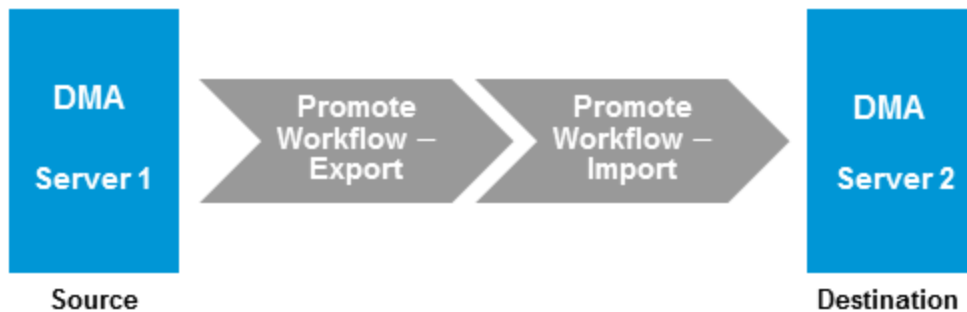 DMA
Server 1
Source
Promote
Workflow —
Export
Promote
Workflow —
Import
DMA
Server 2
Destination